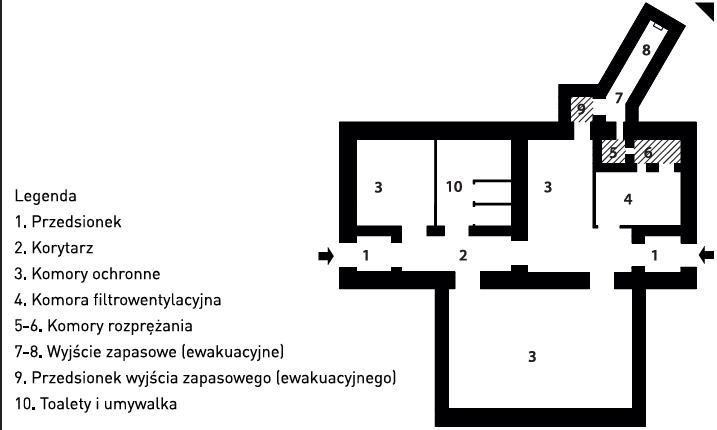 8
7
9
5
6
3
10
3
4
1
2
1
3
Legenda
1. Przedsionek
2. Korytarz
3. Komory ochronne
4. Komora filtrowentylacyjna
5-6. Komory rozprężania
7-8. Wyjście zapasowe (ewakuacyjne)
9. Przedsionek wyjścia zapasowego (ewakuacyjnego)
10. Toalety i umywalka